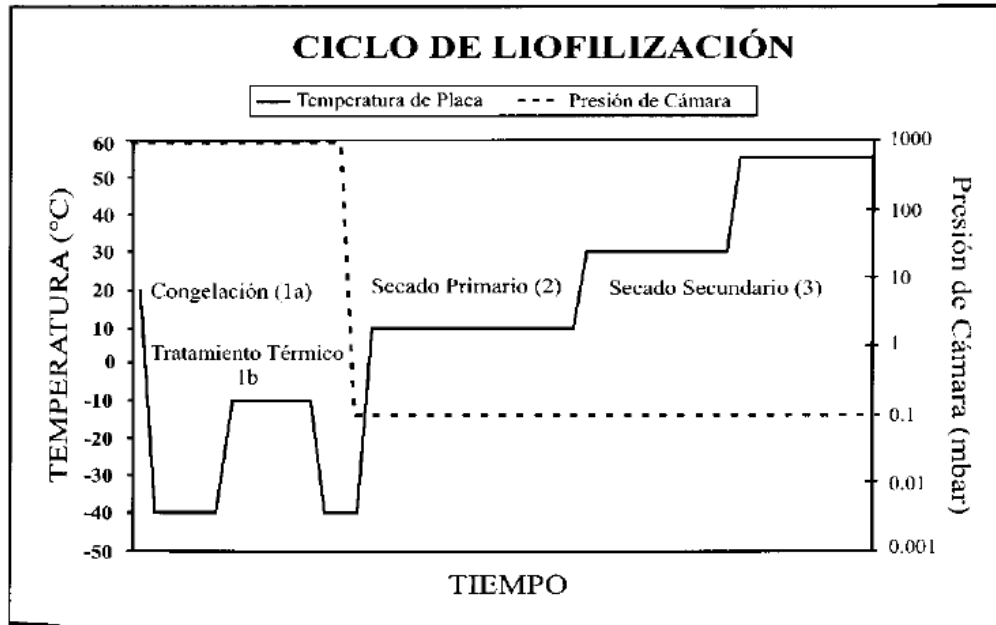 CICLO DE LIOFILIZACIÓN
Temperatura de Placa
Presión de Cámara
TEMPERATURA (°C)
60
50
40
30
20
10
0
-10
-20
-30
-40
-50
Congelación (1a)
Tratamiento Térmico
1b
Secado Primario (2)
Secado Secundario (3)
1000
100
10
1
0.1
0.01
0.001
Presión de Cámara (mbar)
TIEMPO